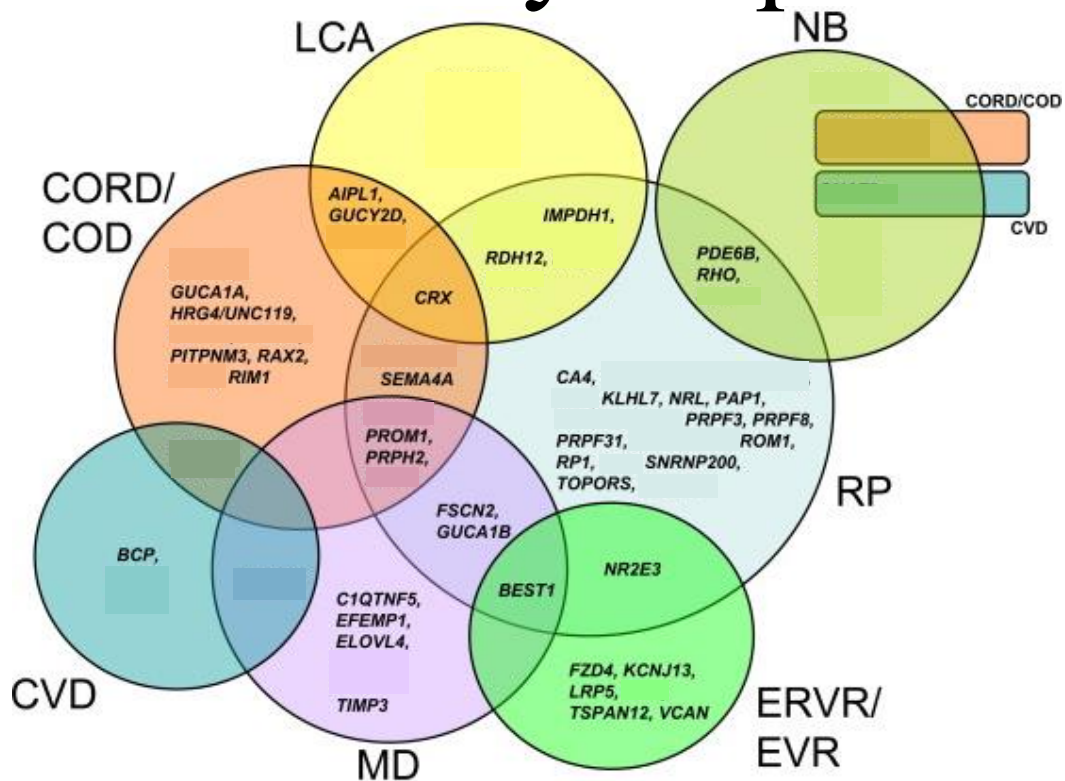 LCA
NB
CORD/COD
CORD/
COD
AIPL1,
GUCY2D,
IMPDH1,
CVD
RDH12,
PDE6B,
RHO,
CRX
GUCA1A,
HRG4/UNC119,
PITPNM3, RAX2,
RIM1
SEMA4A
CA4,
KLHL7, NRL, PAP1,
PRPF3, PRPF8,
PRPF31, ROM1,
RP1, SNRNP200,
TOPORS,
PROM1,
PRPH2,
RP
FSCN2,
GUCA1B
BCP,
NR2E3
BEST1
C1QTNF5,
EFEMP1,
ELOVL4,
TIMP3
FZD4, KCNJ13,
LRP5,
TSPAN12, VCAN
CVD
ERVR/
EVR
MD